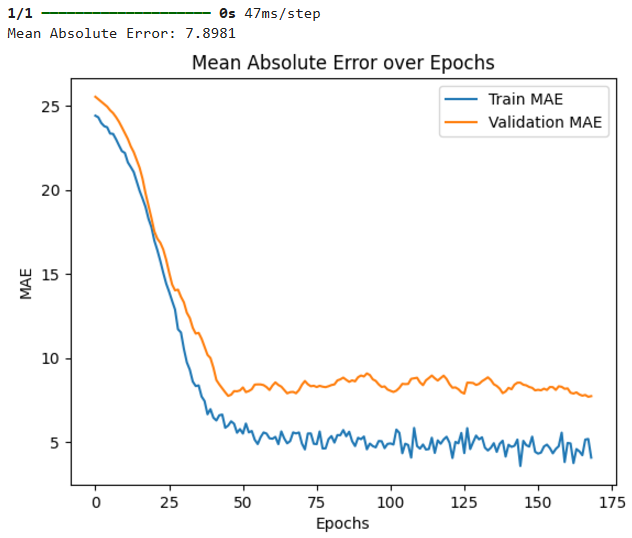 1/1 ━━━━━━━━━━━━━━━━━━━━ 0s 47ms/step
Mean Absolute Error: 7.8981
Mean Absolute Error over Epochs
Train MAE
Validation MAE
MAE
25
20
15
10
5
0 25 50 75 100 125 150 175
Epochs